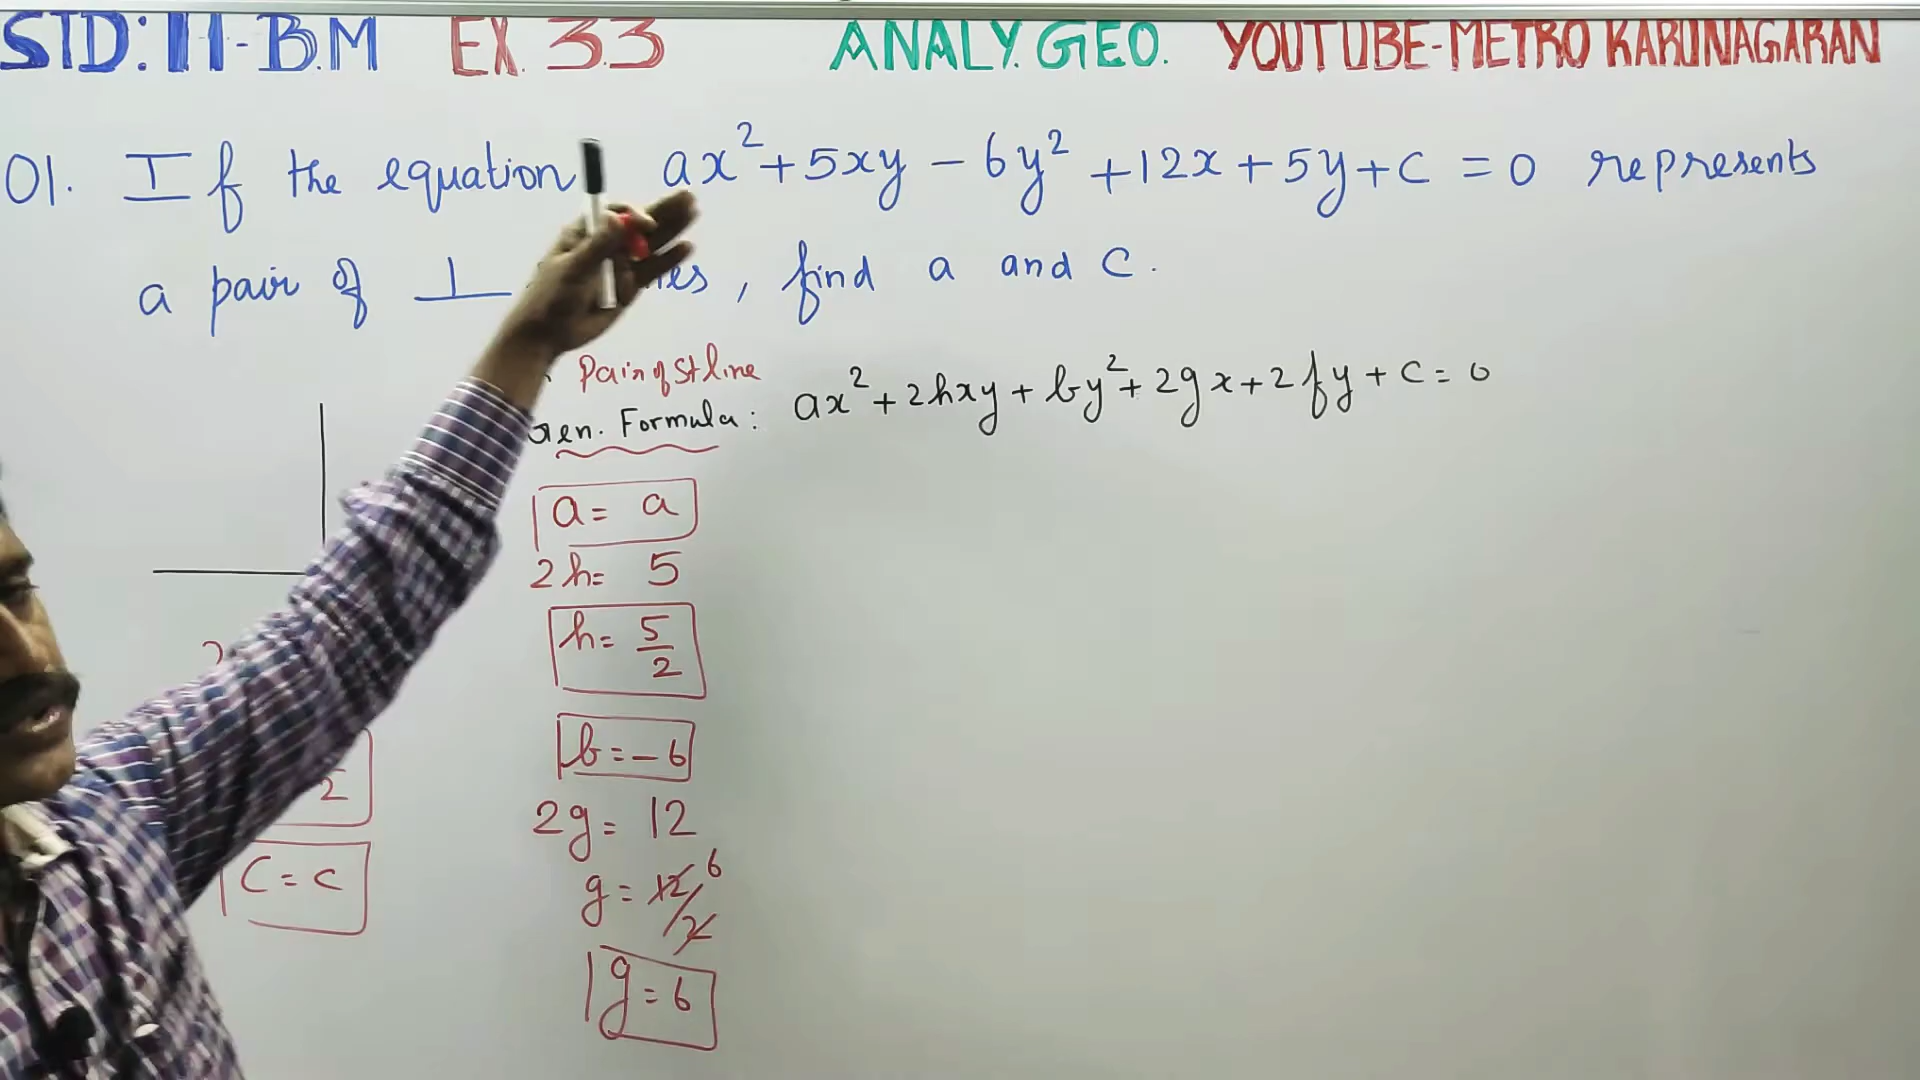 STD: 11-B.M EX. 3.3 ANALY. GEO. YOUTUBE-METRO KARUNAGARAN
01. If the equation ax² + 5xy - 6y² + 12x + 5y + c = 0 represents
a pair of ⊥ , find a and c.
Pair of St line
Gen. Formula: ax² + 2hxy + by² + 2gx + 2fy + c = 0
a = a
2h = 5
h = 5/2
b = -6
2g = 12
g = 12/2 6
g = 6
2
2
C = c